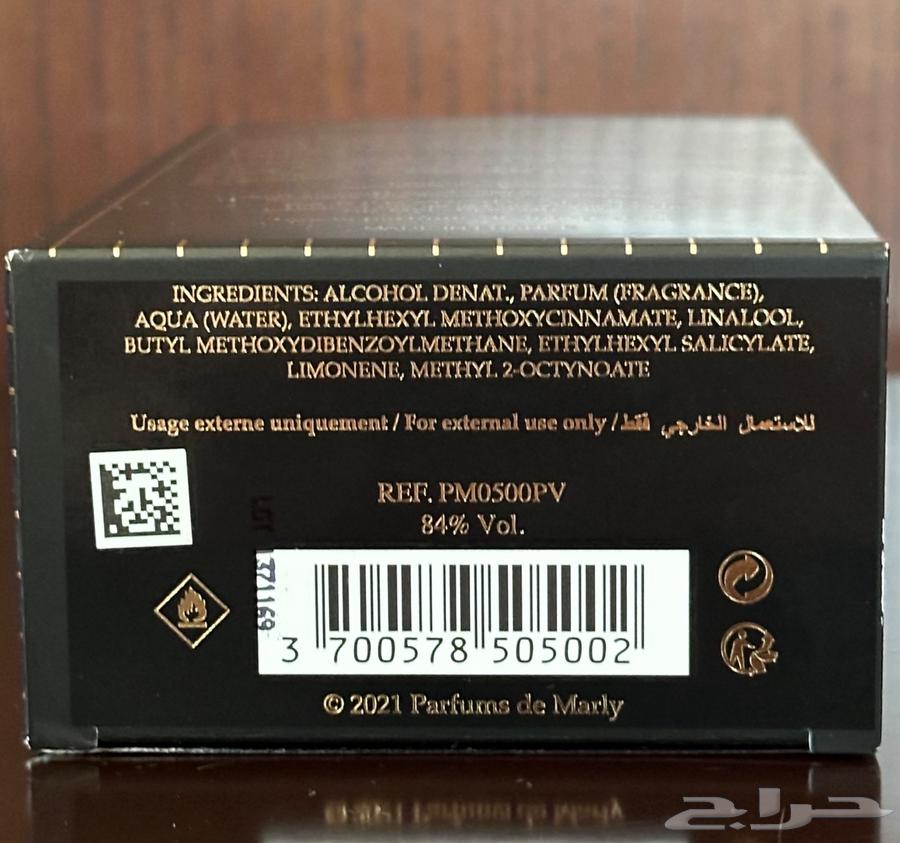 INGREDIENTS: ALCOHOL DENAT., PARFUM (FRAGRANCE),
AQUA (WATER), ETHYLHEXYL METHOXYCINNAMATE, LINALOOL,
BUTYL METHOXYDIBENZOYLMETHANE, ETHYLHEXYL SALICYLATE,
LIMONENE, METHYL 2-OCTYNOATE
Usage externe uniquement / For external use only / للاستعمال الخارجي فقط
REF. PM0500PV
84% Vol.
3 700578 505002
© 2021 Parfums de Marly
حراج